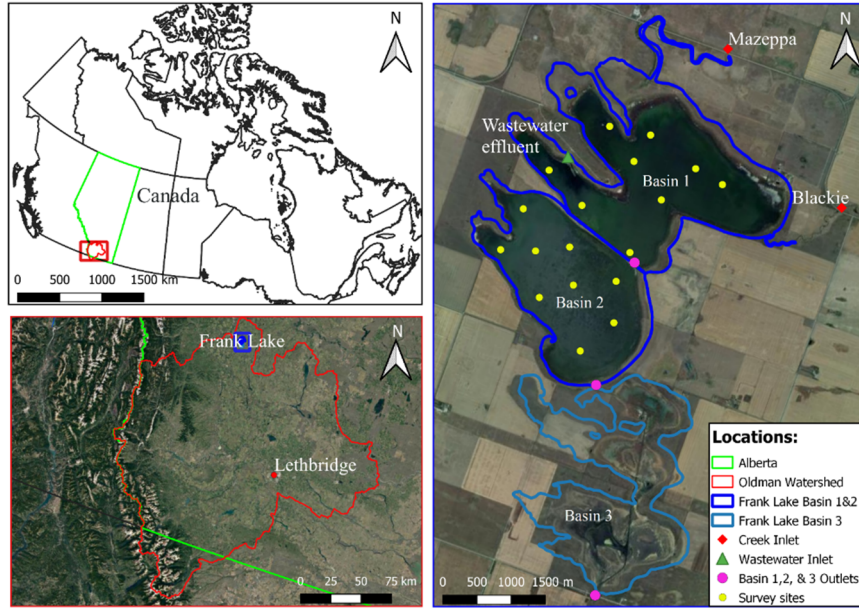 N
Canada
0 500 1000 1500 km
N
Frank Lake
Lethbridge
0 25 50 75 km
N
Mazeppa
Wastewater
effluent
Basin 1
Blackie
Basin 2
Basin 3
0 500 1000 1500 m
Locations:
Alberta
Oldman Watershed
Frank Lake Basin 1&2
Frank Lake Basin 3
Creek Inlet
Wastewater Inlet
Basin 1,2, & 3 Outlets
Survey sites